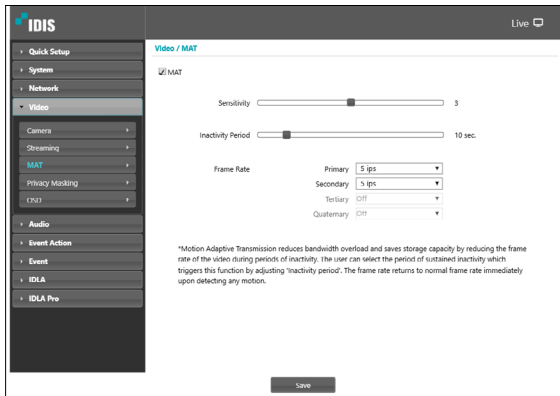 IDIS
Live
Quick Setup
System
Network
Video
Camera
Streaming
MAT
Privacy Masking
OSD
Audio
Event Action
Event
IDLA
IDLA Pro
Video / MAT
MAT
Sensitivity 3
Inactivity Period 10 sec.
Frame Rate Primary 5 ips
Secondary 5 ips
Tertiary Off
Quaternary Off
*Motion Adaptive Transmission reduces bandwidth overload and saves storage capacity by reducing the frame
rate of the video during periods of inactivity. The user can select the period of sustained inactivity which
triggers this function by adjusting 'Inactivity period'. The frame rate returns to normal frame rate immediately
upon detecting any motion.
Save